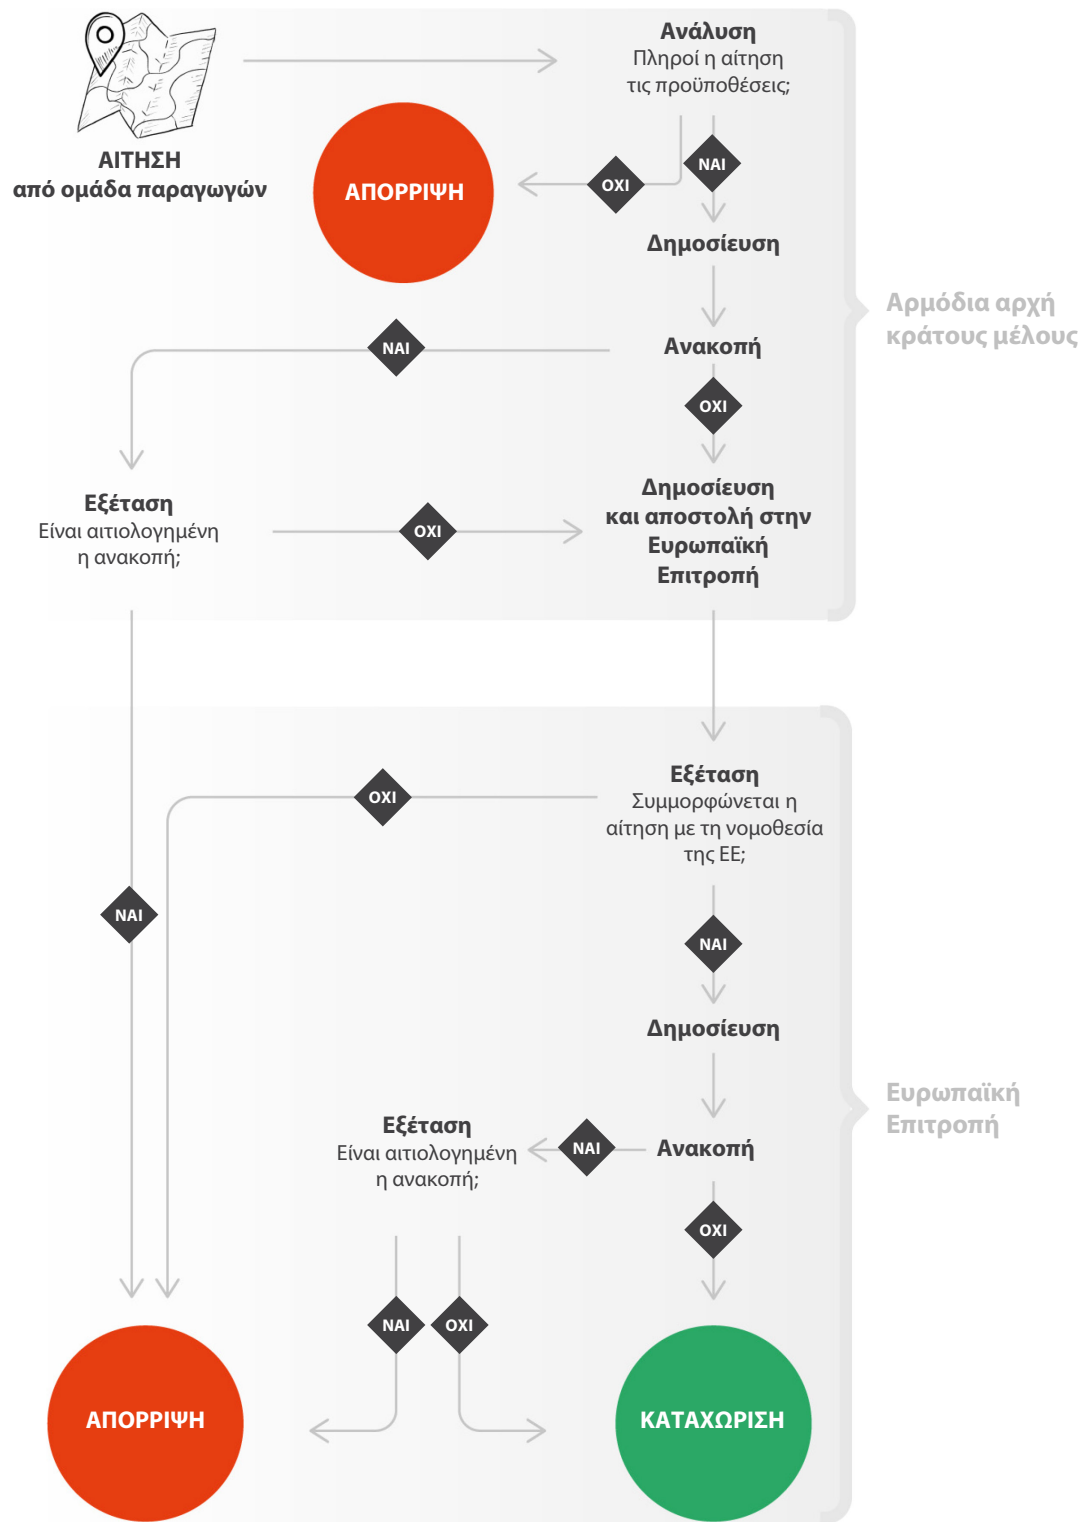 Ανάλυση
Πληροί η αίτηση
τις προϋποθέσεις;
ΑΙΤΗΣΗ
από ομάδα παραγωγών
ΑΠΟΡΡΙΨΗ
ΟΧΙ
ΝΑΙ
Δημοσίευση
Αρμόδια αρχή
κράτους μέλους
ΝΑΙ
Ανακοπή
ΟΧΙ
Εξέταση
Είναι αιτιολογημένη
η ανακοπή;
ΟΧΙ
Δημοσίευση
και αποστολή στην
Ευρωπαϊκή
Επιτροπή
Εξέταση
Συμμορφώνεται η
αίτηση με τη νομοθεσία
της ΕΕ;
ΟΧΙ
ΝΑΙ
ΝΑΙ
Δημοσίευση
Ευρωπαϊκή
Επιτροπή
Εξέταση
Είναι αιτιολογημένη
η ανακοπή;
ΝΑΙ
Ανακοπή
ΟΧΙ
ΝΑΙ
ΟΧΙ
ΑΠΟΡΡΙΨΗ
ΚΑΤΑΧΩΡΙΣΗ